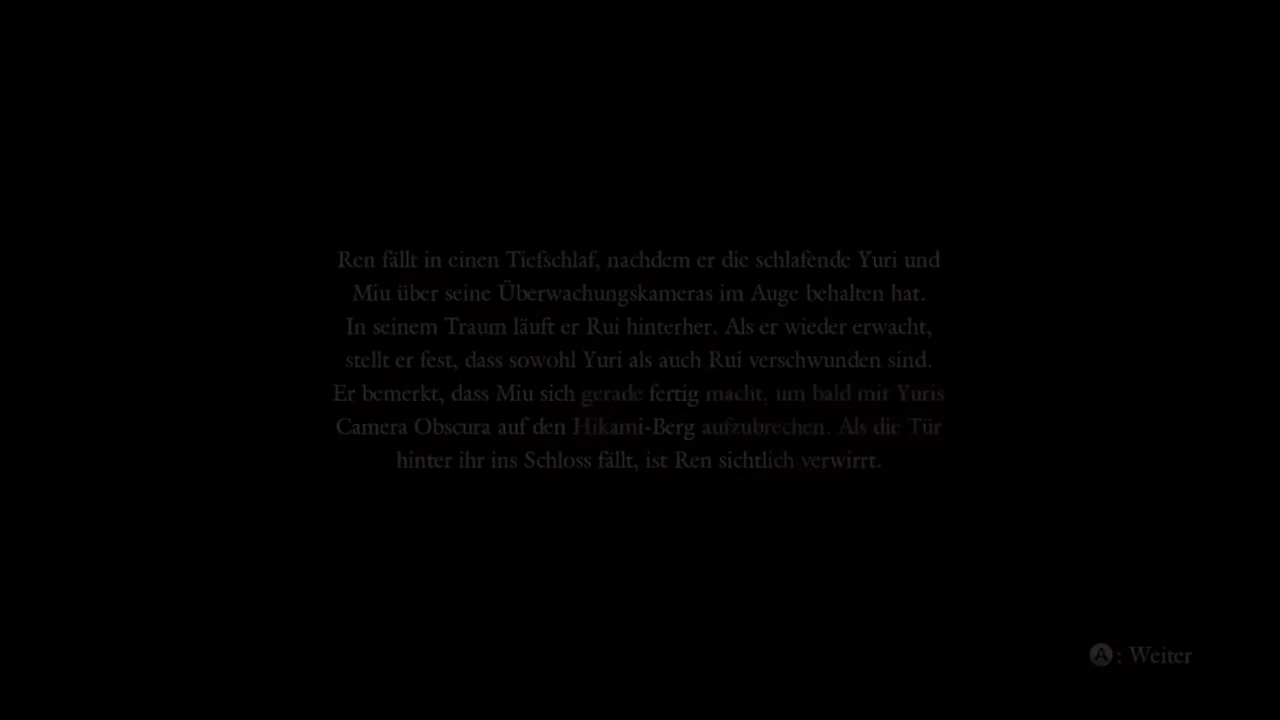 Ren fällt in einen Tiefschlaf, nachdem er die schlafende Yuri und
Miu über seine Überwachungskameras im Auge behalten hat.
In seinem Traum läuft er Rui hinterher. Als er wieder erwacht,
stellt er fest, dass sowohl Yuri als auch Rui verschwunden sind.
Er bemerkt, dass Miu sich gerade fertig macht, um bald mit Yuris
Camera Obscura auf den Hikami-Berg aufzubrechen. Als die Tür
hinter ihr ins Schloss fällt, ist Ren sichtlich verwirrt.
A : Weiter